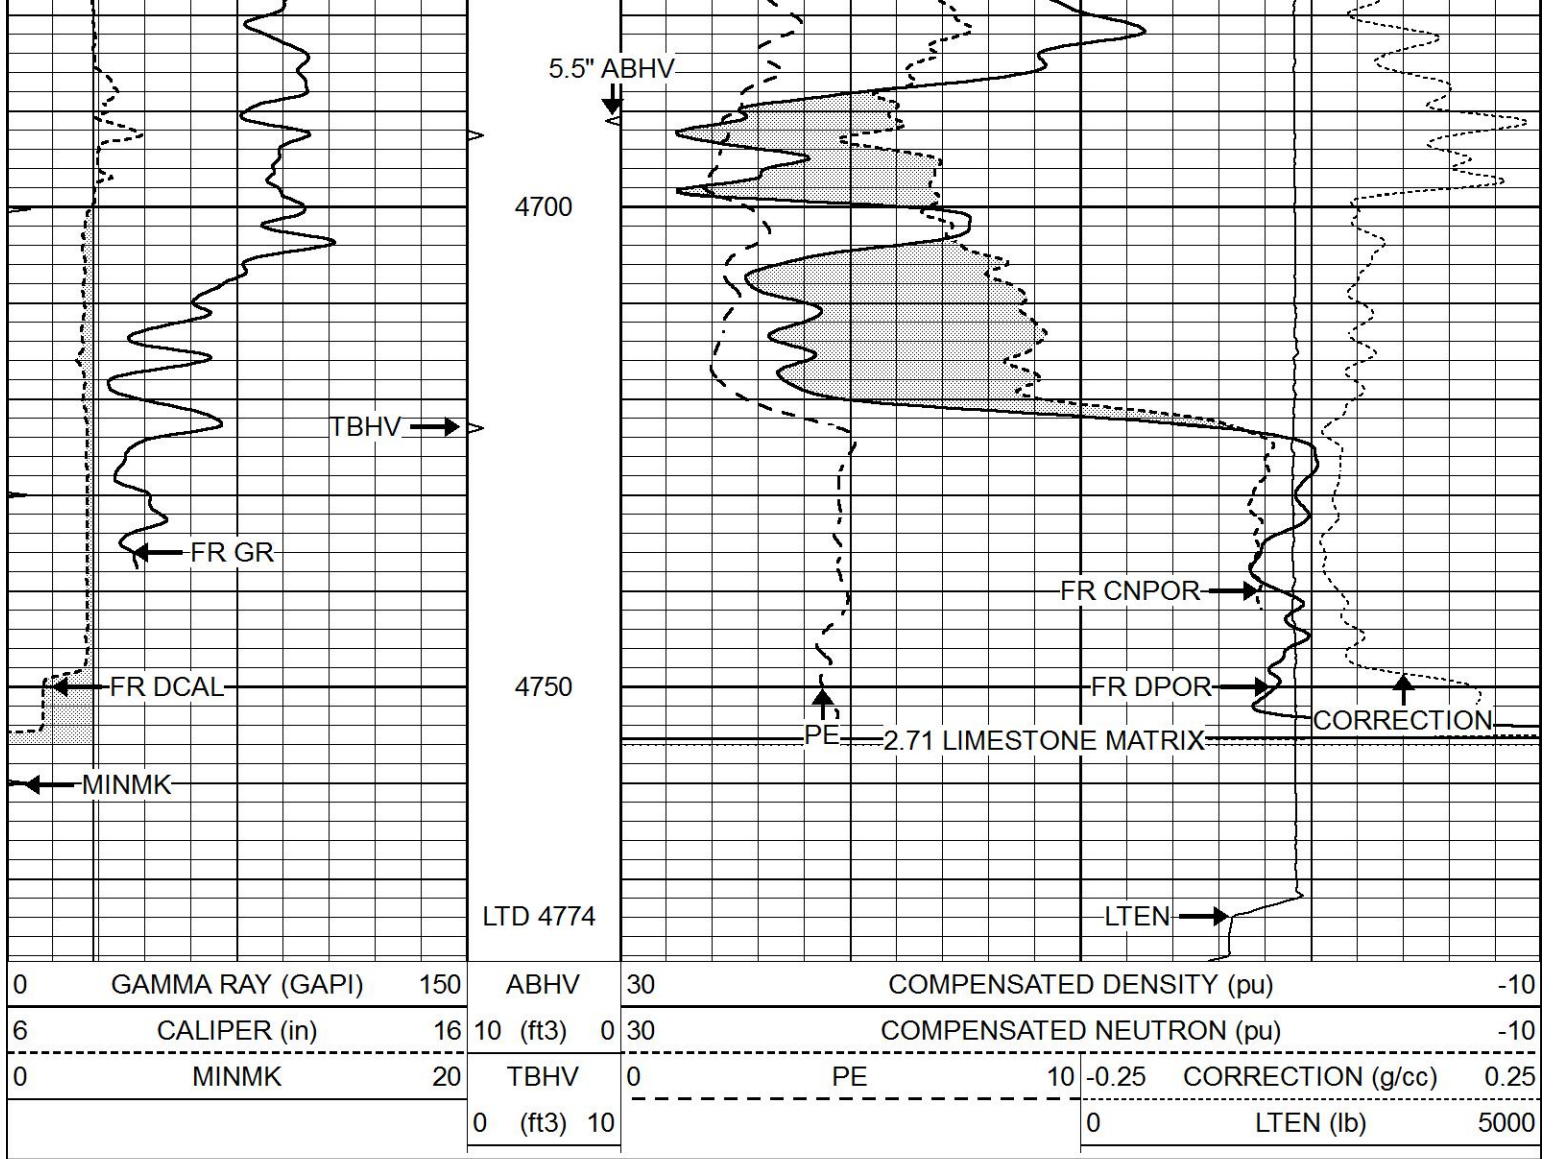 5.5" ABHV
4700
TBHV
FR GR
FR CNPOR
FR DCAL
4750
FR DPOR
CORRECTION
PE
2.71 LIMESTONE MATRIX
MINMK
LTD 4774
LTEN
0 GAMMA RAY (GAPI) 150 ABHV 30 COMPENSATED DENSITY (pu) -10
6 CALIPER (in) 16 10 (ft3) 0 30 COMPENSATED NEUTRON (pu) -10
0 MINMK 20 TBHV 0 PE 10 -0.25 CORRECTION (g/cc) 0.25
0 (ft3) 10 0 LTEN (lb) 5000